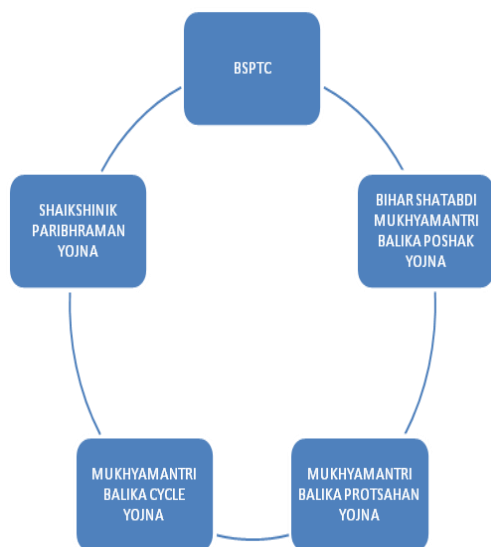 BSPTC
SHAIKSHINIK
PARIBHRAMAN
YOJNA
BIHAR SHATABDI
MUKHYAMANTRI
BALIKA POSHAK
YOJNA
MUKHYAMANTRI
BALIKA CYCLE
YOJNA
MUKHYAMANTRI
BALIKA PROTSAHAN
YOJNA